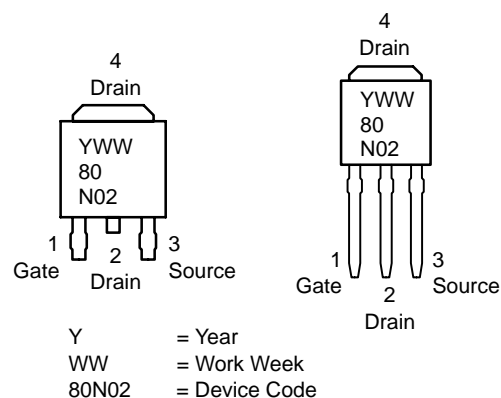 4
Drain
YWW
80
N02
1
Gate
2
Drain
3
Source
4
Drain
YWW
80
N02
1
Gate
2
Drain
3
Source
Y = Year
WW = Work Week
80N02 = Device Code